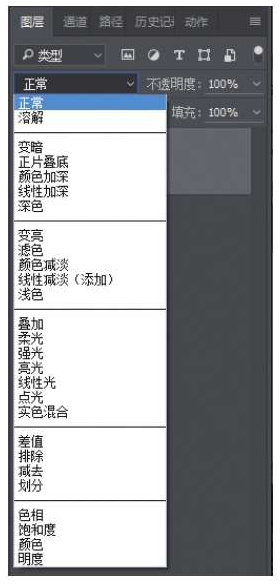 图层 通道 路径 历史记 动作
类型
正常 不透明度: 100%
填充: 100%
正常
溶解
变暗
正片叠底
颜色加深
线性加深
深色
变亮
滤色
颜色减淡
线性减淡（添加）
浅色
叠加
柔光
强光
亮光
线性光
点光
实色混合
差值
排除
减去
划分
色相
饱和度
颜色
明度